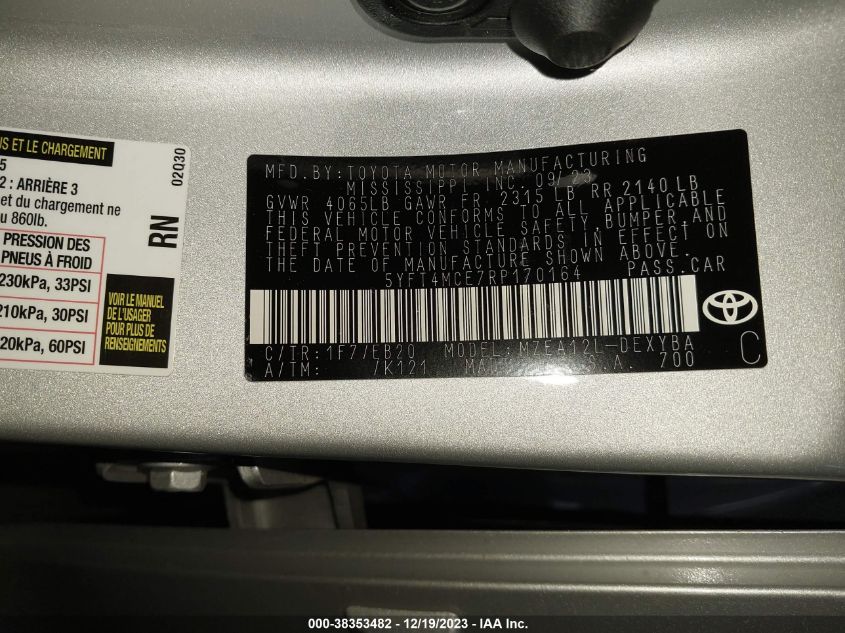 US ET LE CHARGEMENT
5
2 : ARRIÈRE 3
et du chargement ne
u 860lb.
PRESSION DES
PNEUS À FROID
230kPa, 33PSI
210kPa, 30PSI
20kPa, 60PSI
02Q30
RN
VOIR LE MANUEL
DE L'USAGER
POUR PLUS DE
RENSEIGNEMENTS
MFD.BY:TOYOTA MOTOR MANUFACTURING
MISSISSIPPI, INC. 09/23
GVWR 4065LB GAWR FR 2315 LB RR 2140 LB
THIS VEHICLE CONFORMS TO ALL APPLICABLE
FEDERAL MOTOR VEHICLE SAFETY,BUMPER,AND
THEFT PREVENTION STANDARDS IN EFFECT ON
THE DATE OF MANUFACTURE SHOWN ABOVE.
5YFT4MCE7RP170164 PASS.CAR
C/TR:1F7/EB20 MODEL:MZEA12L-DEXYBA
A/TM: /K121 MADE U.S.A. 700
C
000-38353482 - 12/19/2023 - IAA Inc.